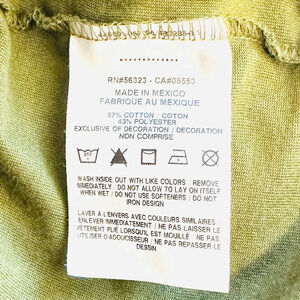 RN#56323 - CA#05553
MADE IN MEXICO
FABRIQUE AU MEXIQUE
57% COTTON / COTON
43% POLYESTER
EXCLUSIVE OF DECORATION / DECORATION
NON COMPRISE
WASH INSIDE OUT WITH LIKE COLORS REMOVE
IMMEDIATELY / DO NOT ALLOW TO LAY ON ITSELF
WHEN WET / DO NOT USE SOFTENERS / DO NOT
IRON DESIGN
LAVER A L'ENVERS AVEC COULEURS SIMILAIRES /
ENLEVER IMMEDIATEMENT / NE PAS LAISSER LE
VÊTEMENT PLIÉ LORSQU'IL EST MOUILLÉ / NE PAS
UTILISER D'ADOUCISSEUR / NE PAS REPASSER LE
DESSIN